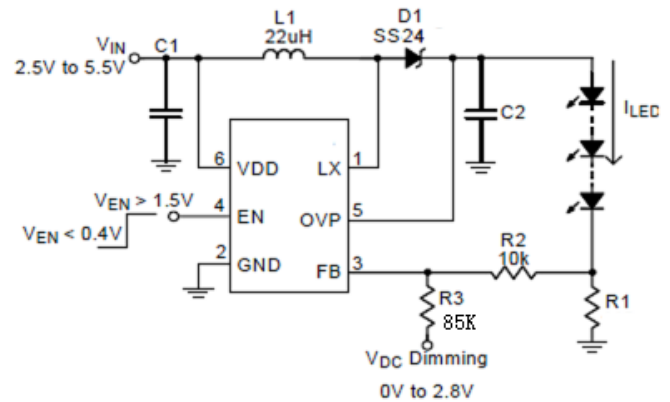 L1
22uH
D1
SS24
VIN
2.5V to 5.5V
C1
C2
ILED
6
VDD
LX
1
VEN > 1.5V
VEN < 0.4V
4
EN
OVP
5
2
GND
FB
3
R2
10k
R3
85K
R1
VDC Dimming
0V to 2.8V